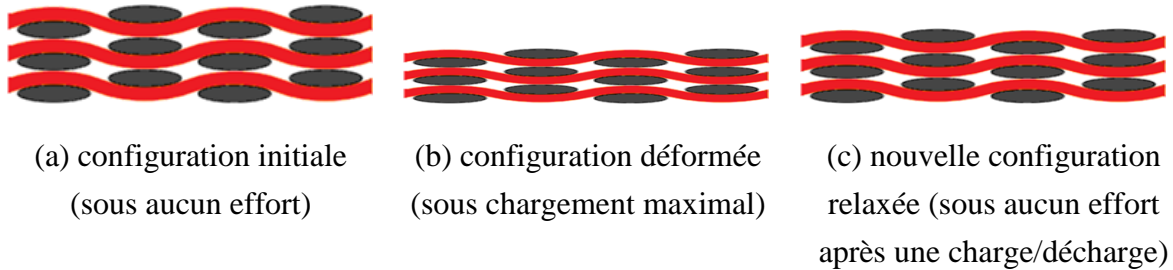 (a) configuration initiale
(sous aucun effort)
(b) configuration déformée
(sous chargement maximal)
(c) nouvelle configuration
relaxée (sous aucun effort
après une charge/décharge)